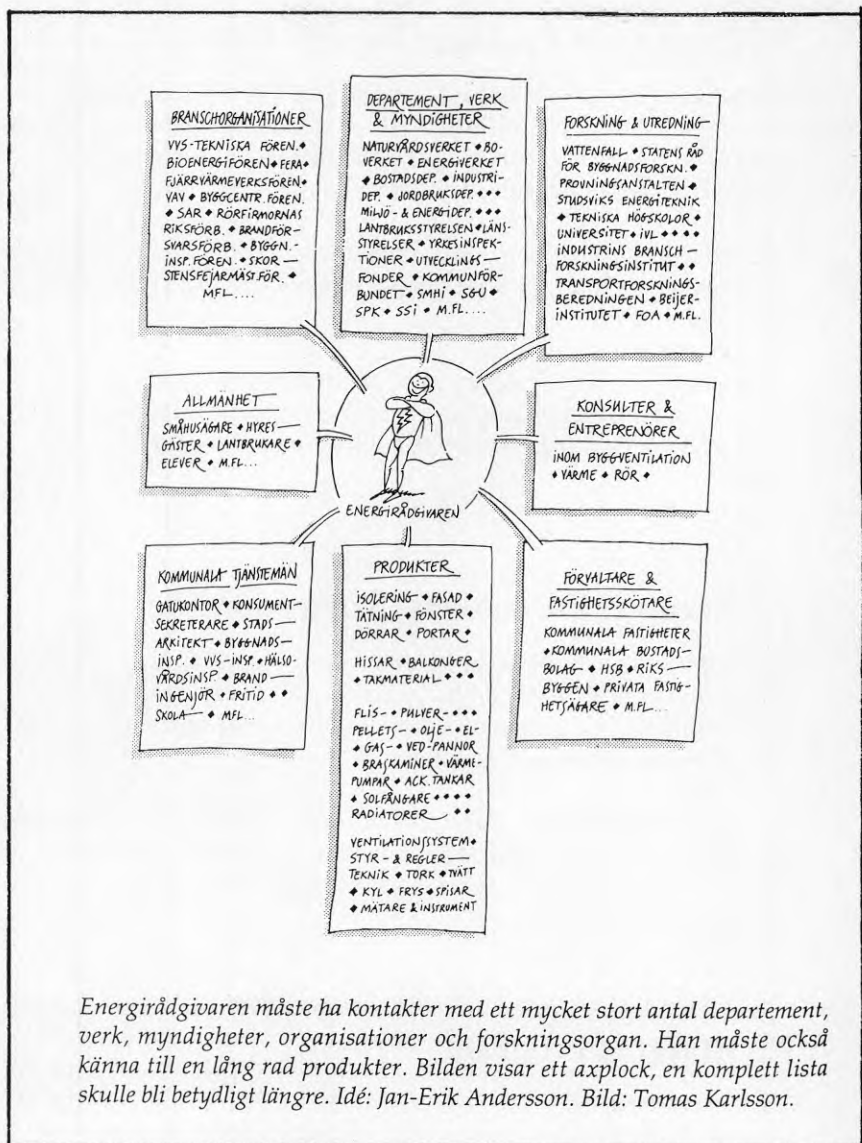 BRANSCHORGANISATIONER
VVS-TEKNISKA FÖREN. ♦
BIOENERGIFÖREN ♦ FERA ♦
FJÄRRVÄRMEVERKSFÖREN ♦
VAV ♦ BYGGCENTR. FÖREN.
♦ SAR ♦ RÖRFIRMORNAS
RIKSFÖRB. ♦ BRANDFÖR-
SVARSFÖRB. ♦ BYGGN.-
INSP. FÖREN. ♦ SKOR—
STENSFEJARMÄST. FÖR. ♦
MFL....
DEPARTEMENT, VERK
& MYNDIGHETER
NATURVÅRDSVERKET ♦ BO-
VERKET ♦ ENERGIVERKET
♦ BOSTADSDEP. ♦ INDUSTRI-
DEP. ♦ JORDBRUKSDEP. ♦♦♦
MILJÖ- & ENERGIDEP. ♦♦♦
LANTBRUKSSTYRELSEN ♦ LÄNS-
STYRELSER ♦ YRKESINSPEK-
TIONER ♦ UTVECKLINGS—
FONDER ♦ KOMMUNFÖR-
BUNDET ♦ SMHI ♦ SGU ♦
SPK ♦ SSI ♦ M.FL....
FORSKNING & UTREDNING
VATTENFALL ♦ STATENS RÅD
FÖR BYGGNADSFORSKN. ♦
PROVNINGSANSTALTEN ♦
STUDSVIKS ENERGITEKNIK
♦ TEKNISKA HÖGSKOLOR ♦
UNIVERSITET ♦ IVL ♦♦♦♦
INDUSTRINS BRANSCH—
FORSKNINGSINSTITUT ♦♦
TRANSPORTFORSKNINGS-
BEREDNINGEN ♦ BEIJER-
INSTITUTET ♦ FOA ♦ M.FL.
ALLMÄNHET
SMÅHUSÄGARE ♦ HYRES—
GÄSTER ♦ LANTBRUKARE ♦
ELEVER ♦ M.FL...
ENERGIRÅDGIVAREN
KONSULTER &
ENTREPRENÖRER
INOM BYGGVENTILATION
♦ VÄRME ♦ RÖR ♦
KOMMUNALA TJÄNSTEMÄN
GATUKONTOR ♦ KONSUMENT-
SEKRETERARE ♦ STADS—
ARKITEKT ♦ BYGGNADS—
INSP. ♦ VVS-INSP. ♦ HÄLSO-
VÅRDSINSP. ♦ BRAND—
INGENJÖR ♦ FRITID ♦♦
SKOLA— ♦ MFL...
PRODUKTER
ISOLERING ♦ FASAD ♦
TÄTNING ♦ FÖNSTER ♦
DÖRRAR ♦ PORTAR ♦
HISSAR ♦ BALKONGER
♦ TAKMATERIAL ♦♦♦
FLIS- ♦ PULVER- ♦♦♦
PELLETS- ♦ OLJE- ♦ EL-
♦ GAS- ♦ VED-PANNOR
♦ BRASKAMINER ♦ VÄRME-
PUMPAR ♦ ACK. TANKAR
♦ SOLFÅNGARE ♦♦♦♦
RADIATORER ♦♦
VENTILATIONSSYSTEM ♦
STYR- & REGLER—
TEKNIK ♦ TORK ♦ TVÄTT
♦ KYL ♦ FRYS ♦ SPISAR
♦ MÄTARE & INSTRUMENT
FÖRVALTARE &
FASTIGHETSSKÖTARE
KOMMUNALA FASTIGHETER
♦ KOMMUNALA BOSTADS-
BOLAG ♦ HSB ♦ RIKS—
BYGGEN ♦ PRIVATA FASTIG-
HETSÄGARE ♦ M.FL...
Energirådgivaren måste ha kontakter med ett mycket stort antal departement,
verk, myndigheter, organisationer och forskningsorgan. Han måste också
känna till en lång rad produkter. Bilden visar ett axplock, en komplett lista
skulle bli betydligt längre. Idé: Jan-Erik Andersson. Bild: Tomas Karlsson.